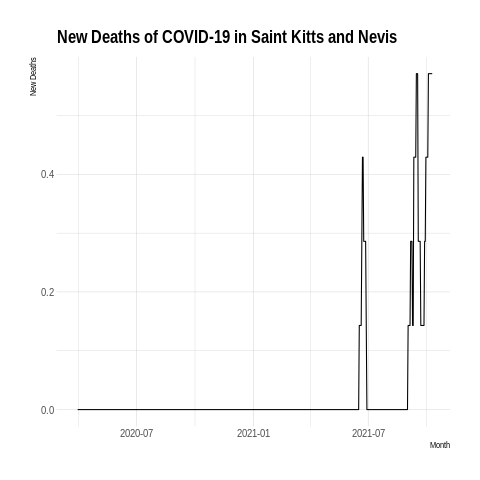 New Deaths of COVID-19 in Saint Kitts and Nevis
New Deaths
0.4
0.2
0.0
2020-07
2021-01
2021-07
Month